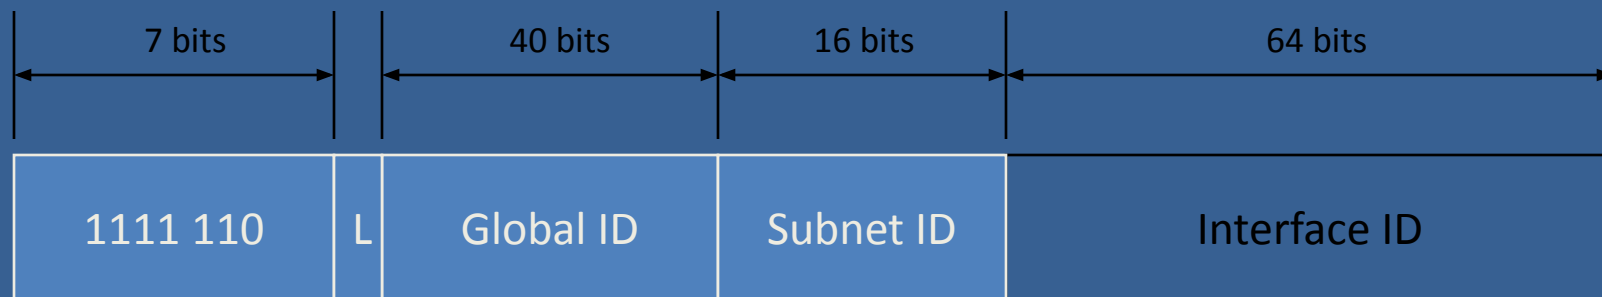 7 bits 40 bits 16 bits 64 bits
1111 110 L Global ID Subnet ID Interface ID